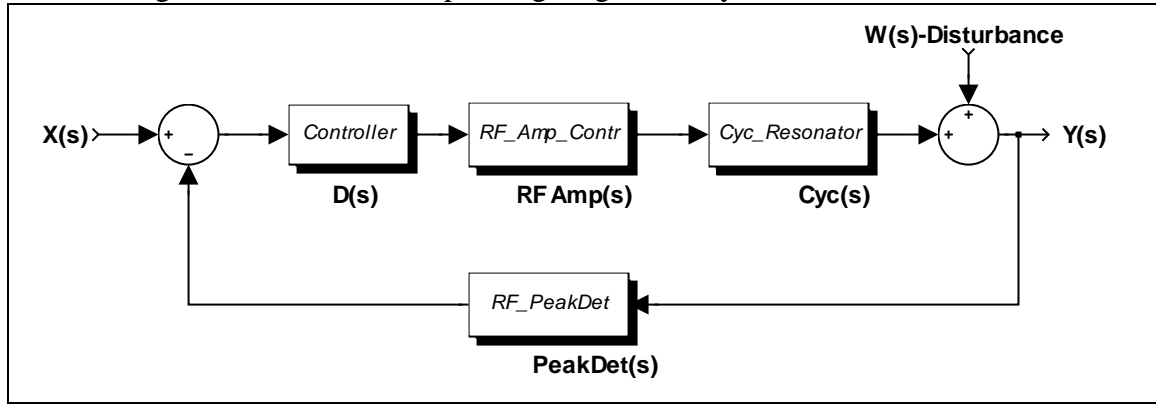 W(s)-Disturbance
+
X(s)
+
Controller
RF_Amp_Contr
Cyc_Resonator
+
Y(s)
−
D(s)
RF Amp(s)
Cyc(s)
RF_PeakDet
PeakDet(s)